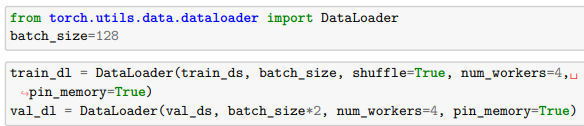 from torch.utils.data.dataloader import DataLoader
batch_size=128
train_dl = DataLoader(train_ds, batch_size, shuffle=True, num_workers=4,␣
↪pin_memory=True)
val_dl = DataLoader(val_ds, batch_size*2, num_workers=4, pin_memory=True)